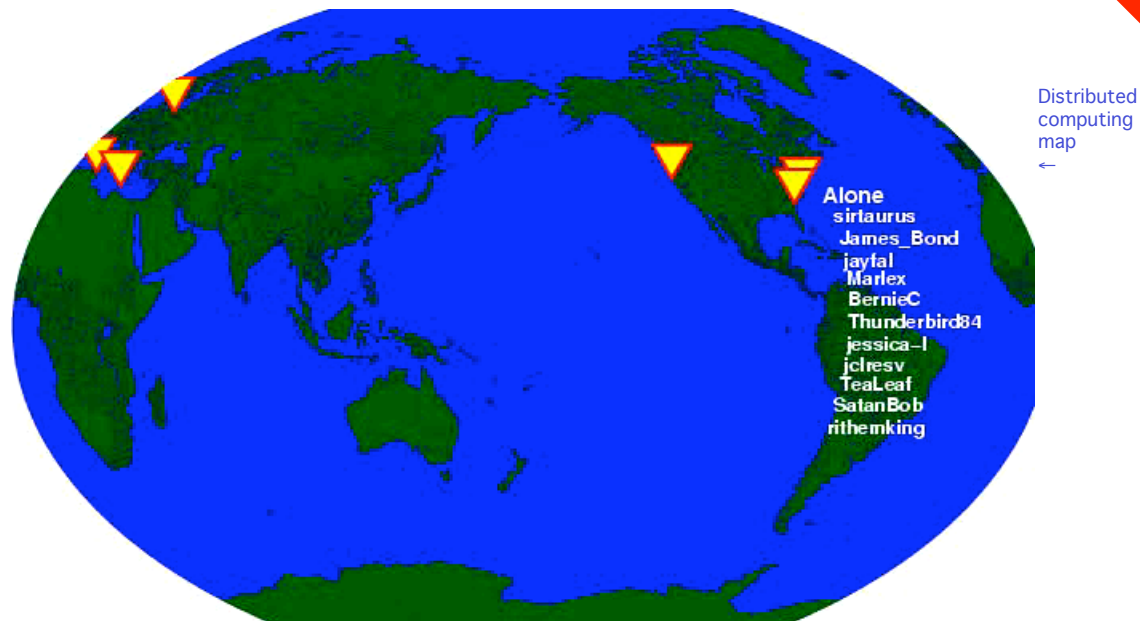 Distributed
computing
map
←
Alone
sirtaurus
James_Bond
jayfal
Marlex
BernieC
Thunderbird84
jessica-l
jclresv
TeaLeaf
SatanBob
rithemking